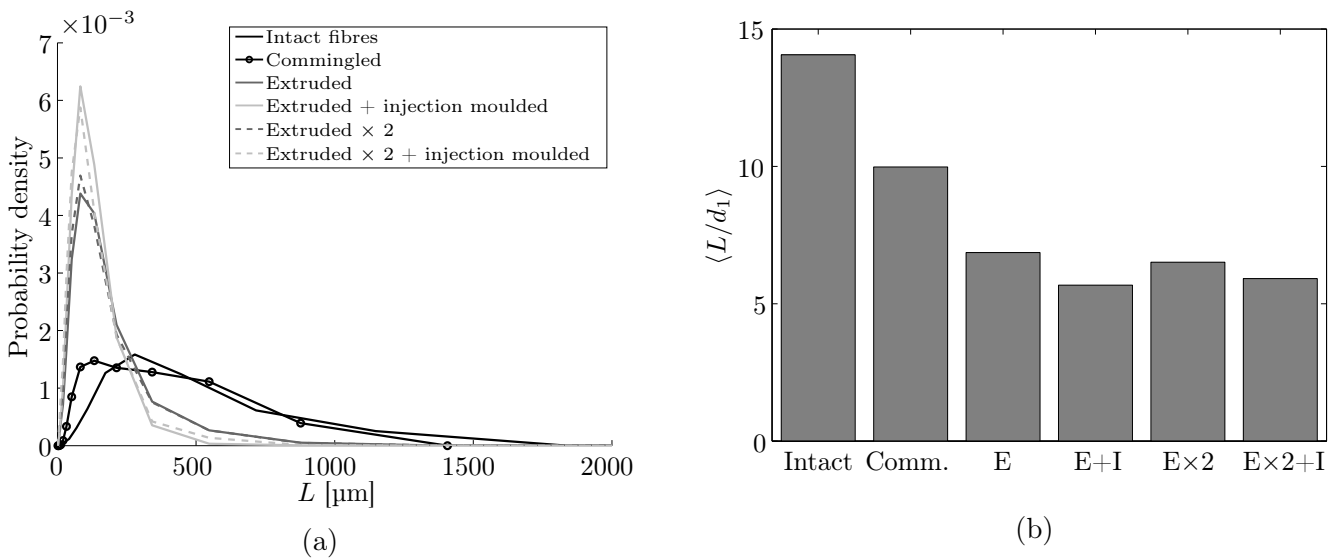 ×10−3
7
6
5
4
3
2
1
0
Probability density
Intact fibres
Commingled
Extruded
Extruded + injection moulded
Extruded × 2
Extruded × 2 + injection moulded
0 500 1000 1500 2000
L [µm]
(a)
15
10
5
0
⟨L/d1⟩
Intact Comm. E E+I E×2 E×2+I
(b)